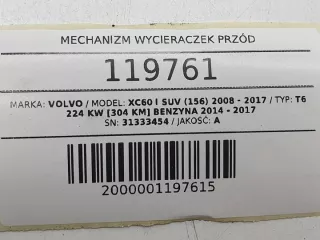 MECHANIZM WYCIERACZEK PRZÓD
119761
MARKA: VOLVO / MODEL: XC60 I SUV (156) 2008 - 2017 / TYP: T6
224 KW [304 KM] BENZYNA 2014 - 2017
SN: 31333454 / JAKOŚĆ: A
2000001197615